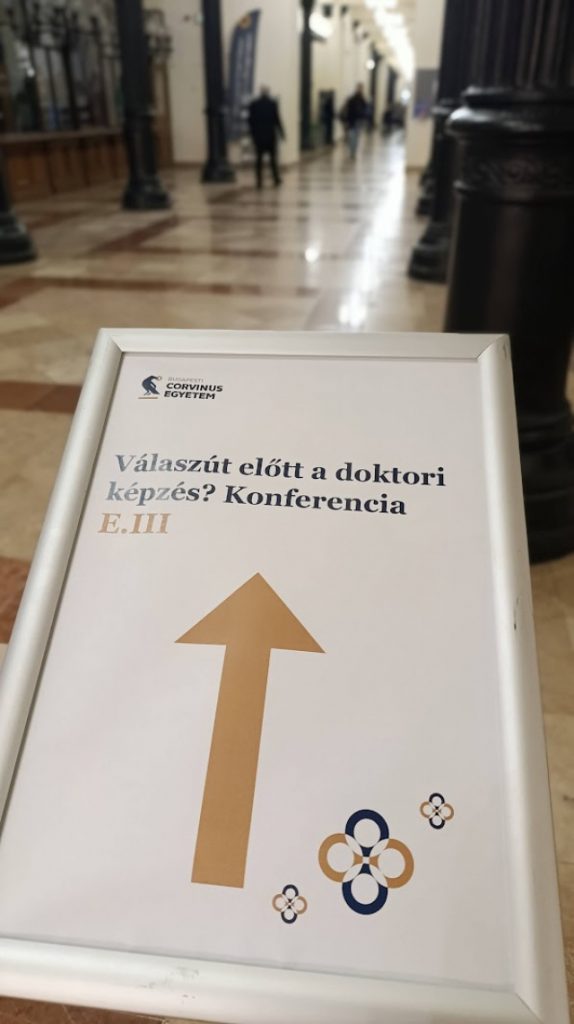 BUDAPESTI
CORVINUS
EGYETEM
Válaszút előtt a doktori
képzés? Konferencia
E.III